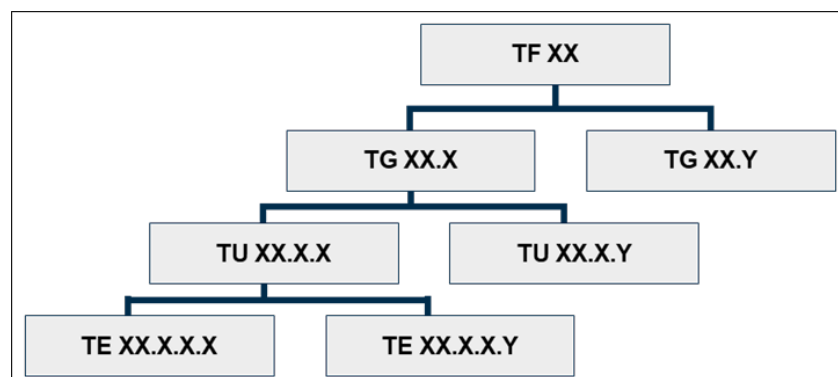 TF XX
TG XX.X
TG XX.Y
TU XX.X.X
TU XX.X.Y
TE XX.X.X.X
TE XX.X.X.Y